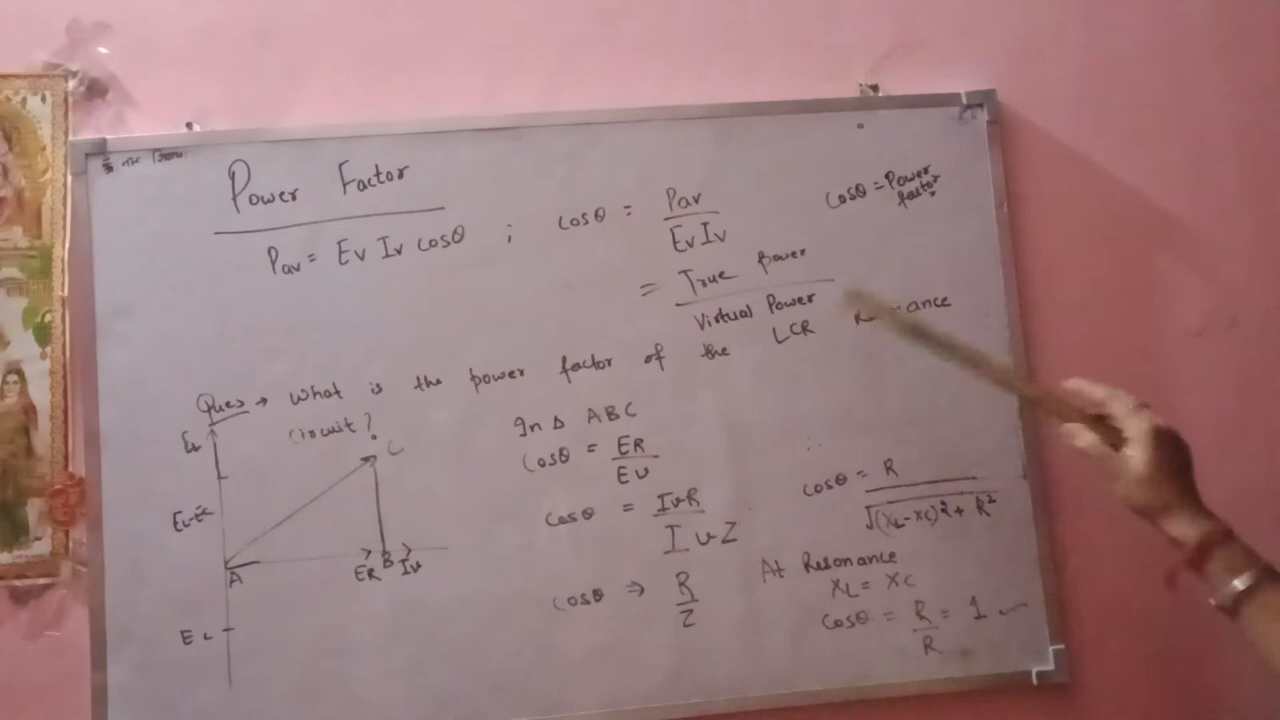 Power Factor
Pav = Ev Iv cosθ ; cosθ = Pav / EvIv
cosθ = Power factor
= True power / Virtual Power
Ques → What is the power factor of the LCR
circuit?
EL
EL-EC
A
ER B Iv
C
In Δ ABC
cosθ = ER / Ev
cosθ = IvR / IvZ
cosθ ⇒ R / Z
∴
cosθ = R / √(XL-XC)²+R²
At Resonance
XL = XC
cosθ = R / R = 1